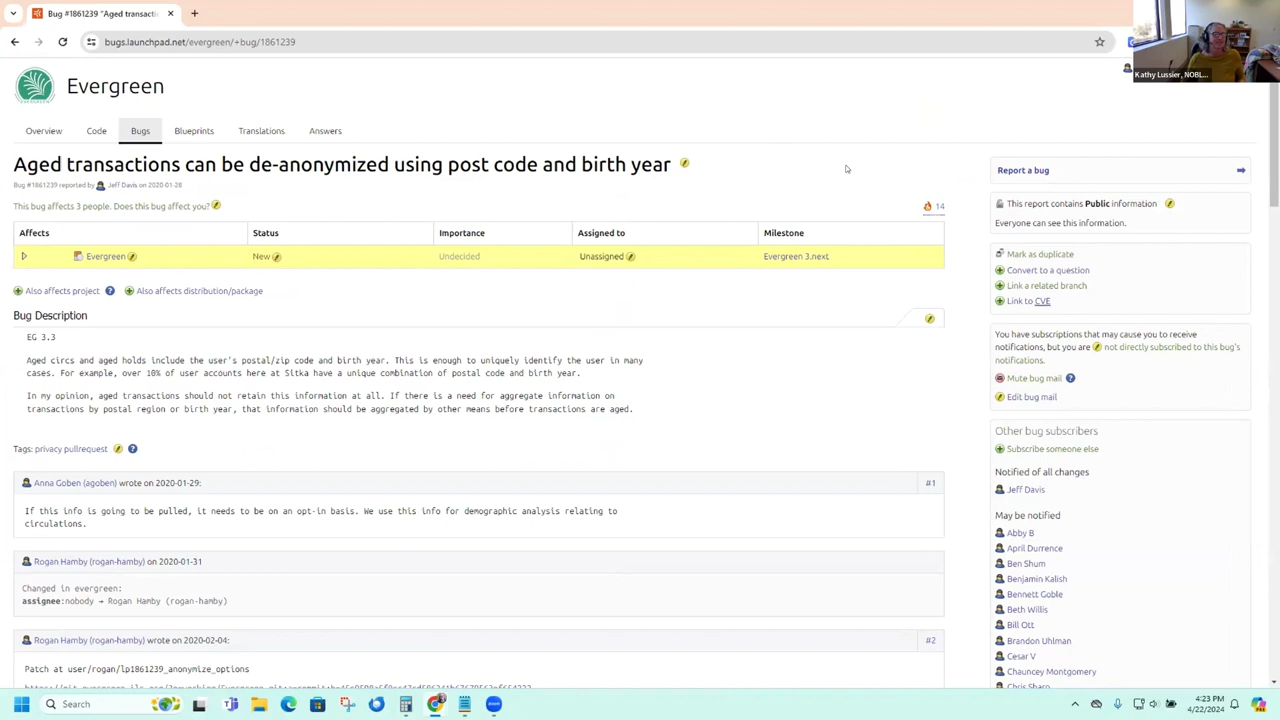 Bug #1861239 "Aged transacti
bugs.launchpad.net/evergreen/+bug/1861239
Kathy Lussier, NOBL...
EVERGREEN
Evergreen
Overview
Code
Bugs
Blueprints
Translations
Answers
Aged transactions can be de-anonymized using post code and birth year
Bug #1861239 reported by Jeff Davis on 2020-01-28
This bug affects 3 people. Does this bug affect you?
14
Affects
Status
Importance
Assigned to
Milestone
Evergreen
New
Undecided
Unassigned
Evergreen 3.next
Also affects project
Also affects distribution/package
Bug Description
EG 3.3
Aged circs and aged holds include the user's postal/zip code and birth year. This is enough to uniquely identify the user in many
cases. For example, over 10% of user accounts here at Sitka have a unique combination of postal code and birth year.
In my opinion, aged transactions should not retain this information at all. If there is a need for aggregate information on
transactions by postal region or birth year, that information should be aggregated by other means before transactions are aged.
Tags: privacy pullrequest
Anna Goben (agoben) wrote on 2020-01-29:
#1
If this info is going to be pulled, it needs to be on an opt-in basis. We use this info for demographic analysis relating to
circulations.
Rogan Hamby (rogan-hamby) on 2020-01-31
Changed in evergreen:
assignee:nobody → Rogan Hamby (rogan-hamby)
Rogan Hamby (rogan-hamby) wrote on 2020-02-04:
#2
Patch at user/rogan/lp1861239_anonymize_options
Report a bug
This report contains Public information
Everyone can see this information.
Mark as duplicate
Convert to a question
Link a related branch
Link to CVE
You have subscriptions that may cause you to receive
notifications, but you are not directly subscribed to this bug's
notifications.
Mute bug mail
Edit bug mail
Other bug subscribers
Subscribe someone else
Notified of all changes
Jeff Davis
May be notified
Abby B
April Durrence
Ben Shum
Benjamin Kalish
Bennett Goble
Beth Willis
Bill Ott
Brandon Uhlman
Cesar V
Chauncey Montgomery
Chris Sharp
Search
4:23 PM
4/22/2024